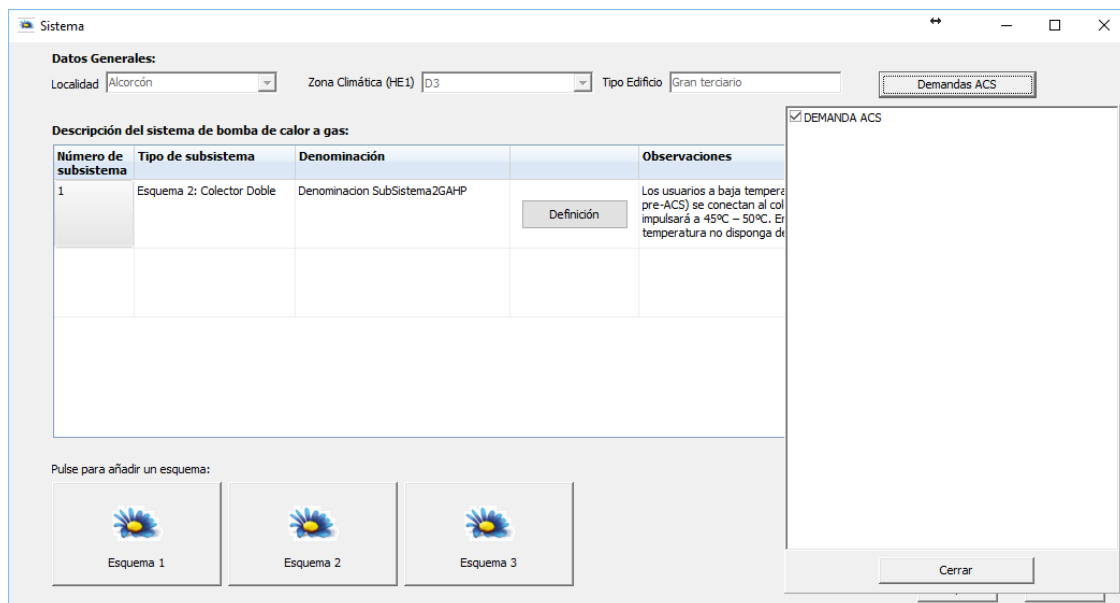 Sistema
Datos Generales:
Localidad Alcorcón Zona Climática (HE1) D3 Tipo Edificio Gran terciario Demandas ACS
DEMANDA ACS
Descripción del sistema de bomba de calor a gas:
Número de subsistema Tipo de subsistema Denominación Observaciones
1 Esquema 2: Colector Doble Denominacion SubSistema2GAHP Definición
Los usuarios a baja tempera
pre-ACS) se conectan al col
impulsará a 45ºC – 50ºC. En
temperatura no disponga de
Pulse para añadir un esquema:
Esquema 1 Esquema 2 Esquema 3
Cerrar